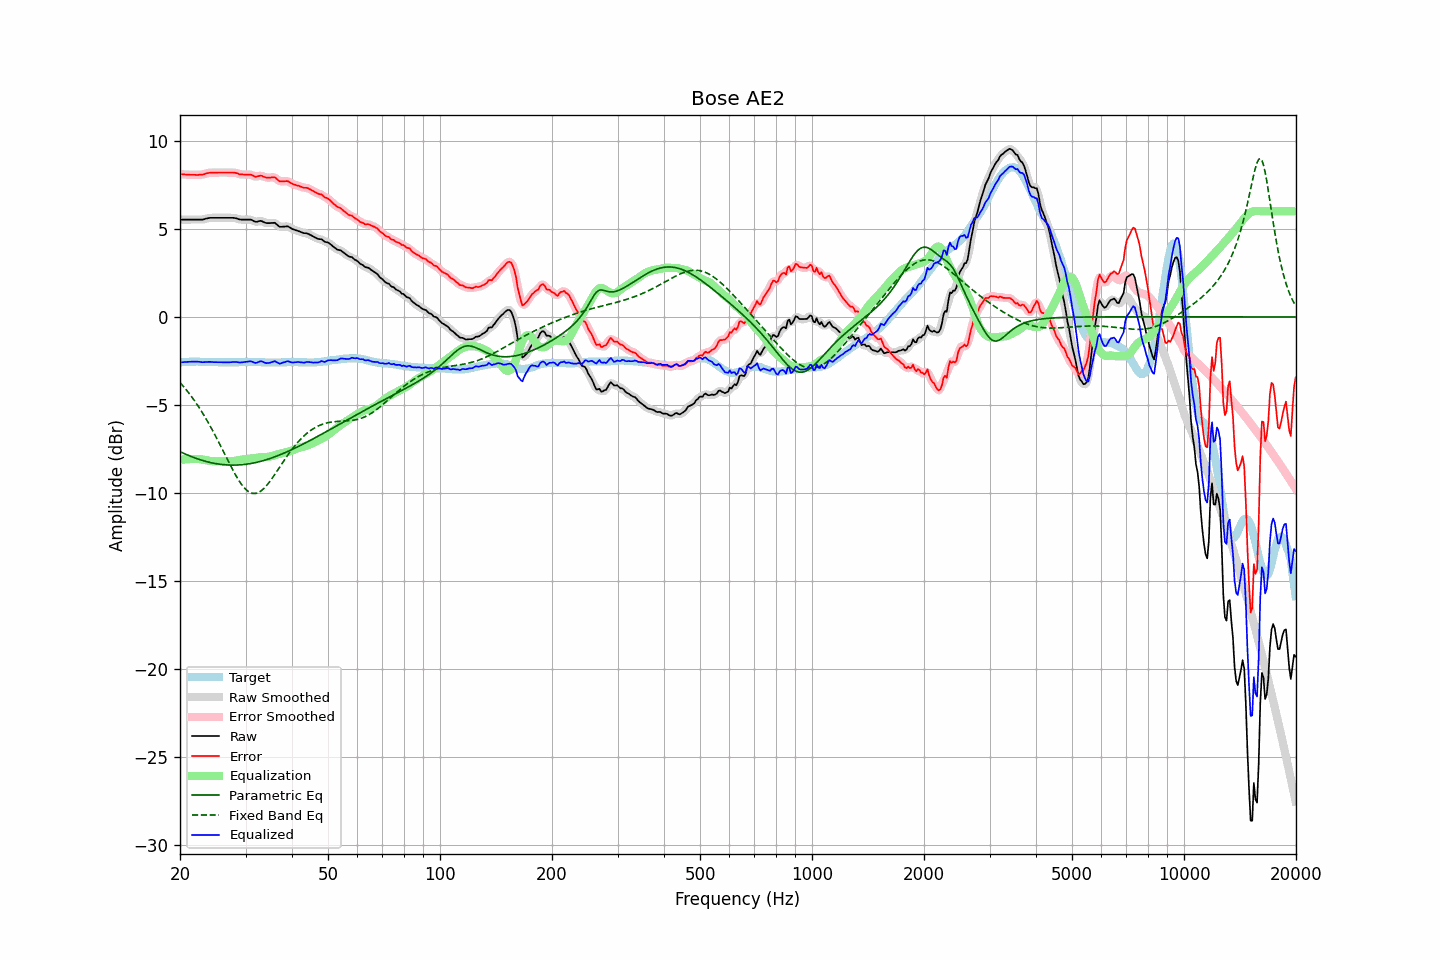 Bose AE2
Amplitude (dBr)
10
5
0
−5
−10
−15
−20
−25
−30
Target
Raw Smoothed
Error Smoothed
Raw
Error
Equalization
Parametric Eq
Fixed Band Eq
Equalized
20 50 100 200 500 1000 2000 5000 10000 20000
Frequency (Hz)